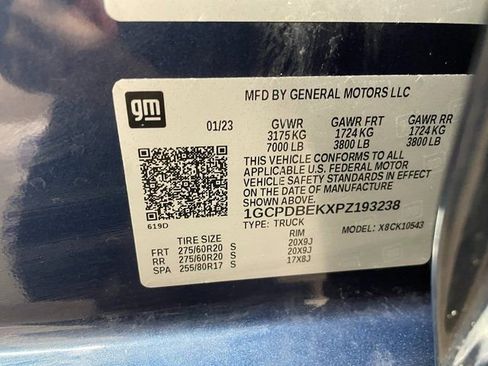 gm
MFD BY GENERAL MOTORS LLC
01/23 GVWR GAWR FRT GAWR RR
3175 KG 1724 KG 1724 KG
7000 LB 3800 LB 3800 LB
THIS VEHICLE CONFORMS TO ALL
APPLICABLE U.S. FEDERAL MOTOR
VEHICLE SAFETY STANDARDS IN EFFECT
ON THE DATE OF MANUFACTURE SHOWN ABOVE.
619D
1GCPDBEKXPZ193238
TYPE: TRUCK MODEL: X8CK10543
TIRE SIZE RIM
FRT 275/60R20 S 20X9J
RR 275/60R20 S 20X9J
SPA 255/80R17 S 17X8J